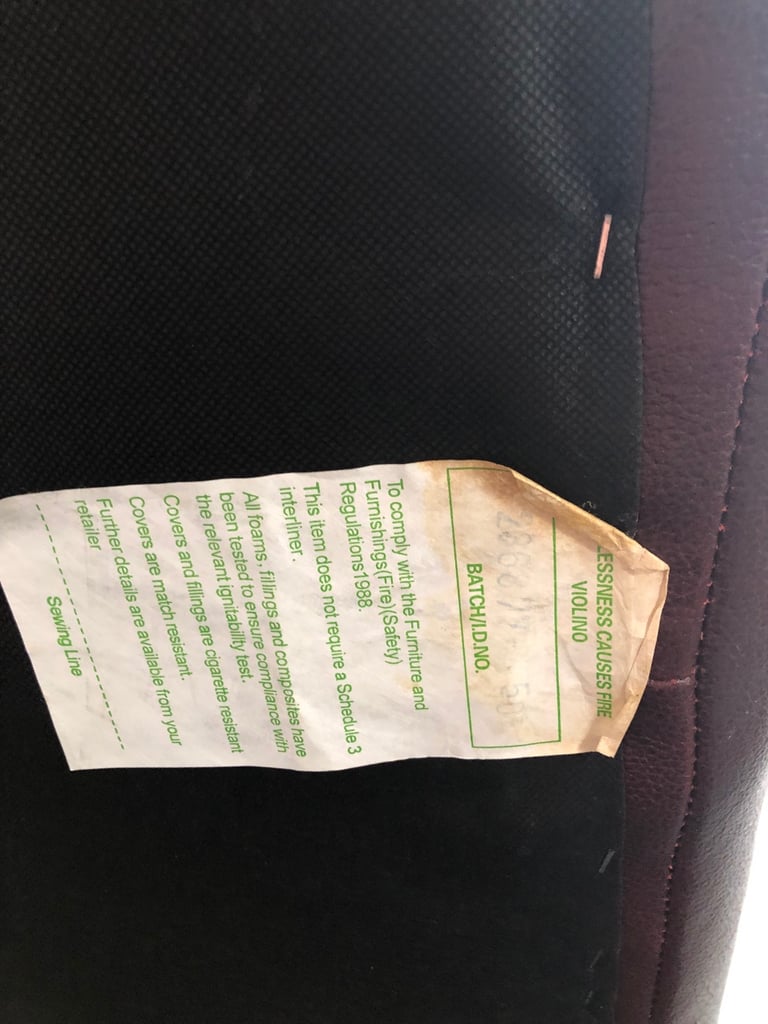 LESSNESS CAUSES FIRE
VIOLINO
BATCH/I.D.NO.
To comply with the Furniture and
Furnishings(Fire)(Safety)
Regulations1988.
This item does not require a Schedule 3
interliner.
All foams, fillings and composites have
been tested to ensure compliance with
the relevant ignitability test.
Covers and fillings are cigarette resistant
Covers are match resistant.
Further details are available from your
retailer
Sewing Line